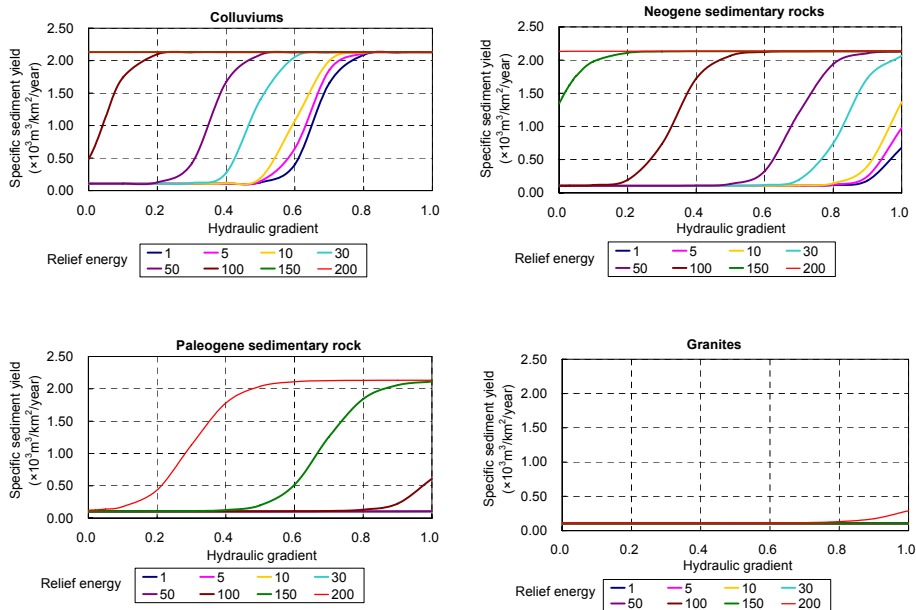 Colluviums
Specific sediment yield
(×10³m³/km²/year)
2.50
2.00
1.50
1.00
0.50
0.00
0.0 0.2 0.4 0.6 0.8 1.0
Hydraulic gradient
Relief energy
1 5 10 30
50 100 150 200
Neogene sedimentary rocks
Specific sediment yield
(×10³m³/km²/year)
2.50
2.00
1.50
1.00
0.50
0.00
0.0 0.2 0.4 0.6 0.8 1.0
Hydraulic gradient
Relief energy
1 5 10 30
50 100 150 200
Paleogene sedimentary rock
Specific sediment yield
(×10³m³/km²/year)
2.50
2.00
1.50
1.00
0.50
0.00
0.0 0.2 0.4 0.6 0.8 1.0
Hydraulic gradient
Relief energy
1 5 10 30
50 100 150 200
Granites
Specific sediment yield
(×10³m³/km²/year)
2.50
2.00
1.50
1.00
0.50
0.00
0.0 0.2 0.4 0.6 0.8 1.0
Hydraulic gradient
Relief energy
1 5 10 30
50 100 150 200